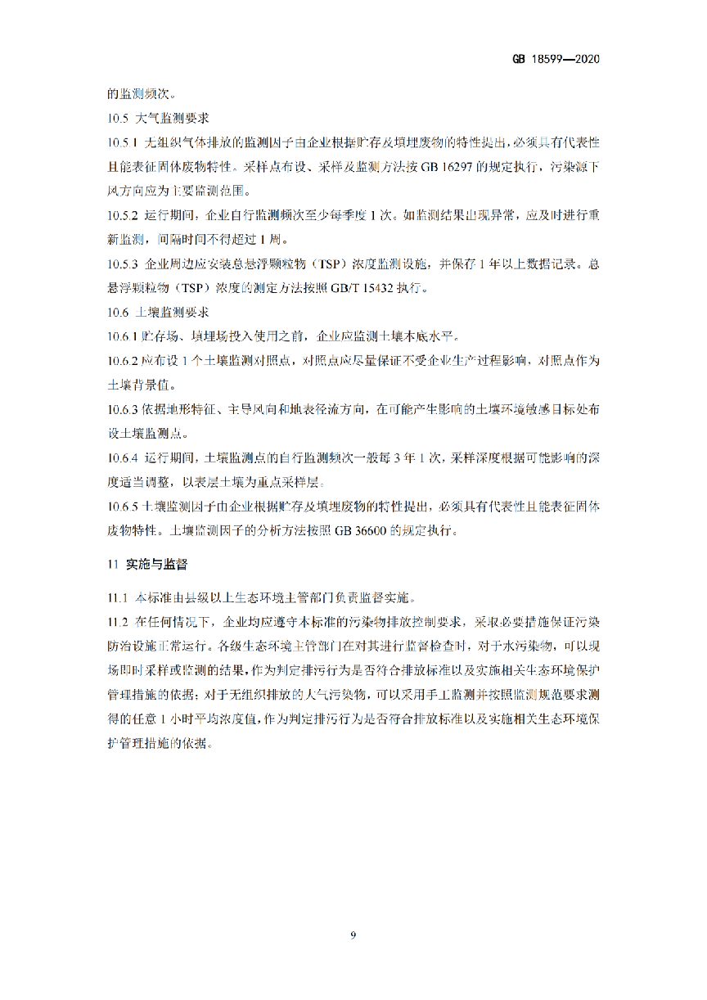 GB 18599—2020
的监测频次。
10.5 大气监测要求
10.5.1 无组织气体排放的监测因子由企业根据贮存及填埋废物的特性提出，必须具有代表性
且能表征固体废物特性。采样点布设、采样及监测方法按 GB 16297 的规定执行，污染源下
风方向应为主要监测范围。
10.5.2 运行期间，企业自行监测频次至少每季度 1 次。如监测结果出现异常，应及时进行重
新监测，间隔时间不得超过 1 周。
10.5.3 企业周边应安装总悬浮颗粒物（TSP）浓度监测设施，并保存 1 年以上数据记录。总
悬浮颗粒物（TSP）浓度的测定方法按照 GB/T 15432 执行。
10.6 土壤监测要求
10.6.1 贮存场、填埋场投入使用之前，企业应监测土壤本底水平。
10.6.2 应布设 1 个土壤监测对照点，对照点应尽量保证不受企业生产过程影响，对照点作为
土壤背景值。
10.6.3 依据地形特征、主导风向和地表径流方向，在可能产生影响的土壤环境敏感目标处布
设土壤监测点。
10.6.4 运行期间，土壤监测点的自行监测频次一般每 3 年 1 次，采样深度根据可能影响的深
度适当调整，以表层土壤为重点采样层。
10.6.5 土壤监测因子由企业根据贮存及填埋废物的特性提出，必须具有代表性且能表征固体
废物特性。土壤监测因子的分析方法按照 GB 36600 的规定执行。
11 实施与监督
11.1 本标准由县级以上生态环境主管部门负责监督实施。
11.2 在任何情况下，企业均应遵守本标准的污染物排放控制要求，采取必要措施保证污染
防治设施正常运行。各级生态环境主管部门在对其进行监督检查时，对于水污染物，可以现
场即时采样或监测的结果，作为判定排污行为是否符合排放标准以及实施相关生态环境保护
管理措施的依据；对于无组织排放的大气污染物，可以采用手工监测并按照监测规范要求测
得的任意 1 小时平均浓度值，作为判定排污行为是否符合排放标准以及实施相关生态环境保
护管理措施的依据。
9